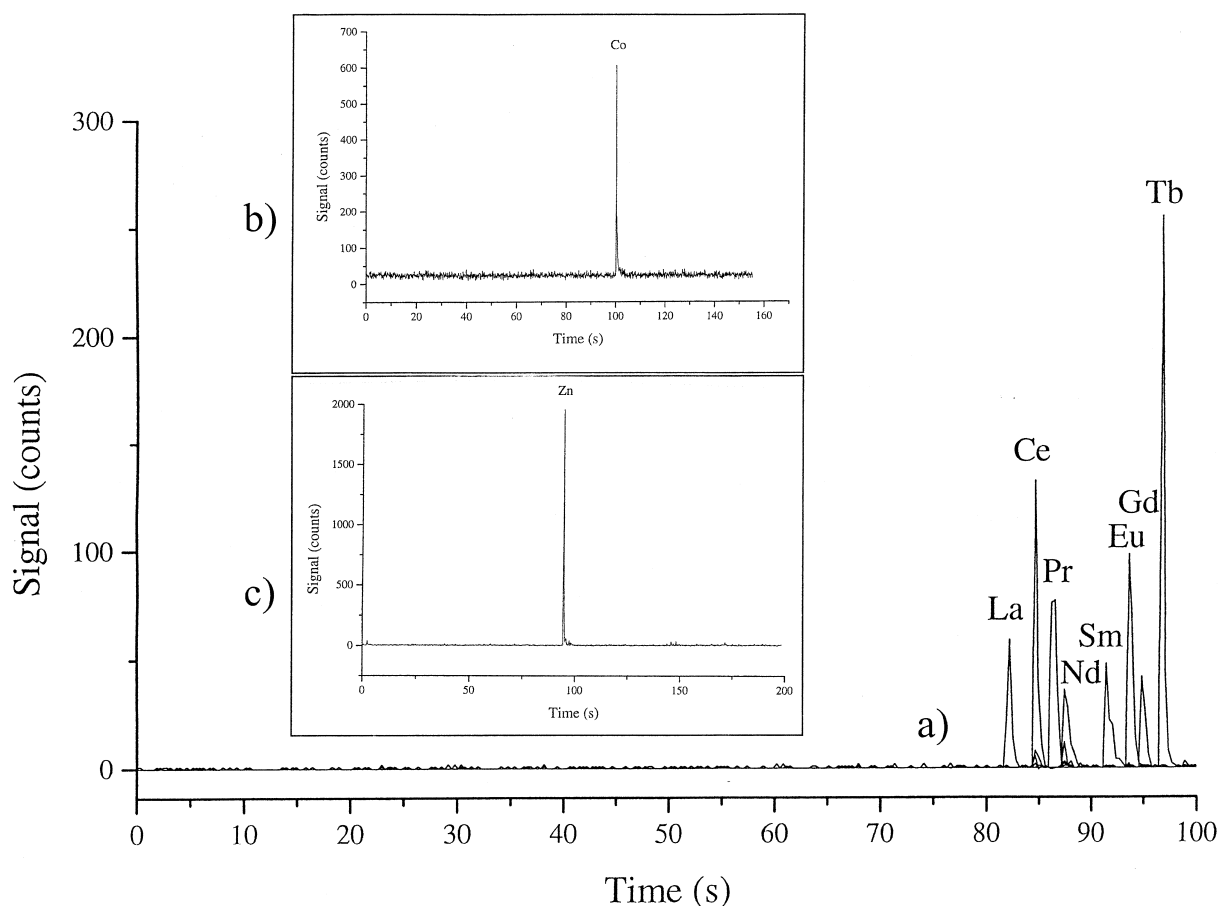 b)
700
600
500
400
300
200
100
0
Signal (counts)
Co
0 20 40 60 80 100 120 140 160
Time (s)
c)
2000
1500
1000
500
0
Signal (counts)
Zn
0 50 100 150 200
Time (s)
300
200
100
0
Signal (counts)
Tb
Ce
Gd
Eu
Pr
La
Sm
Nd
a)
0 10 20 30 40 50 60 70 80 90 100
Time (s)